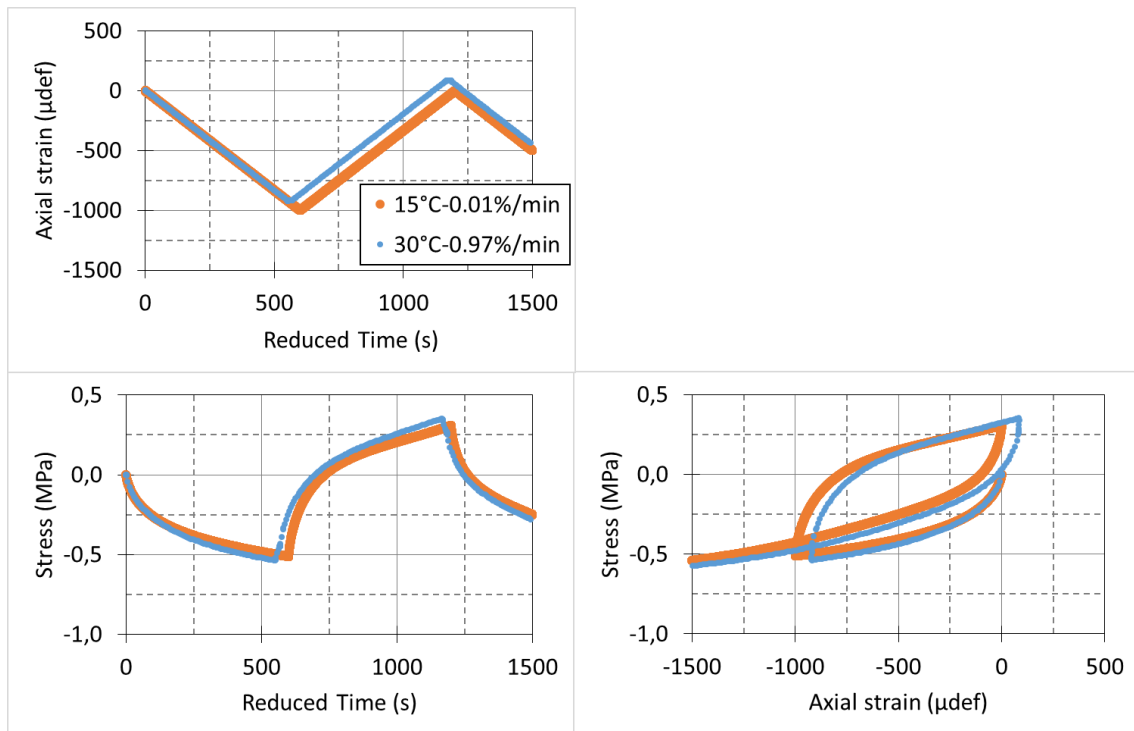 500
0
-500
-1000
-1500
Axial strain (µdef)
15°C-0.01%/min
30°C-0.97%/min
0 500 1000 1500
Reduced Time (s)
0,5
0,0
-0,5
-1,0
Stress (MPa)
0 500 1000 1500
Reduced Time (s)
0,5
0,0
-0,5
-1,0
Stress (MPa)
-1500 -1000 -500 0 500
Axial strain (µdef)